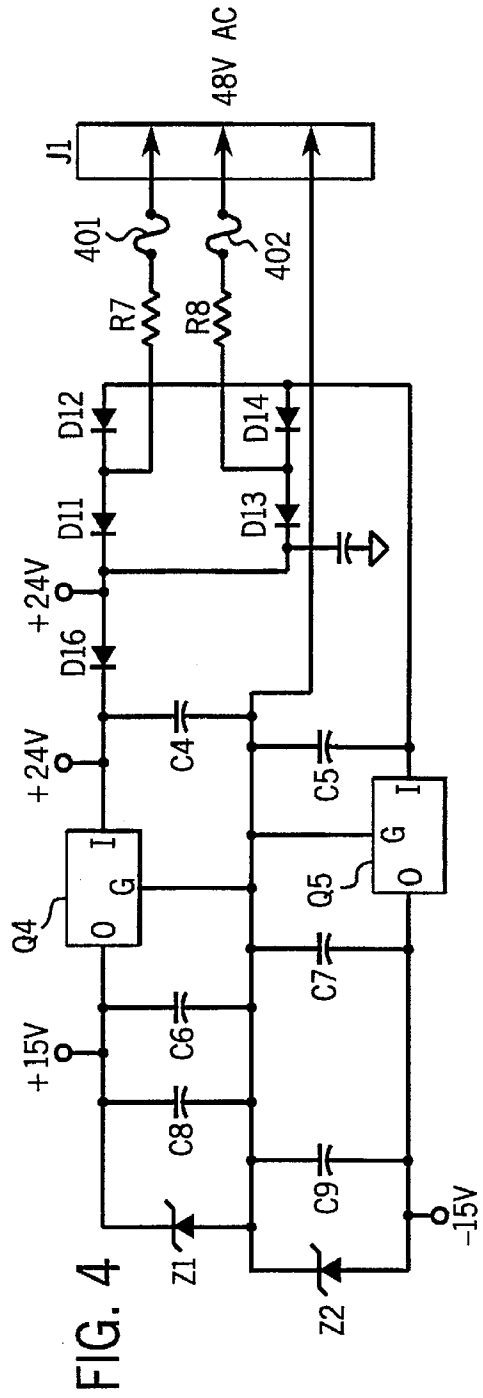 FIG. 4
J1
48V AC
401
402
R7
R8
D12
D14
D11
D13
+24V
D16
+24V
C4
C5
Q4
I
G
O
Q5
I
G
O
+15V
C6
C7
C8
C9
Z1
Z2
-15V